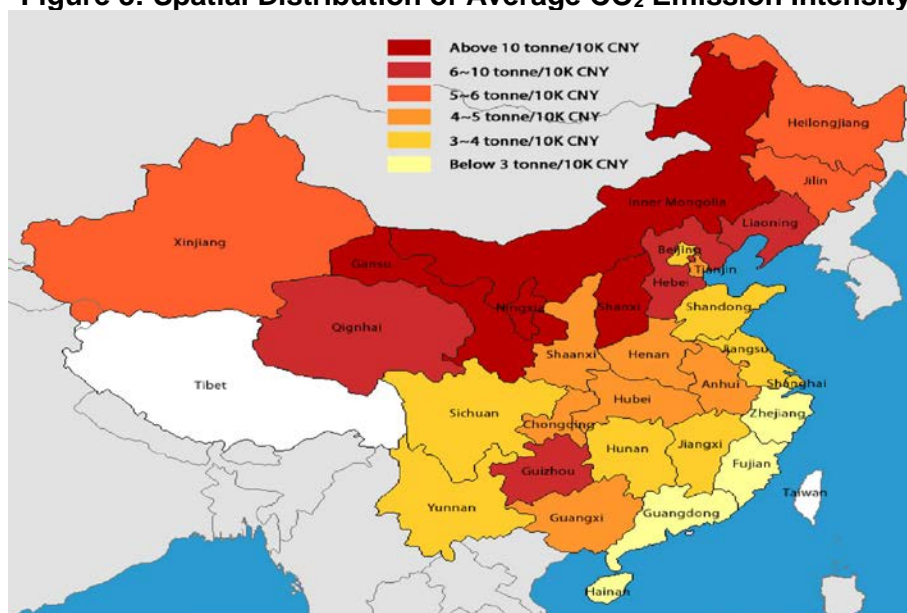 Figure 3: Spatial Distribution of Average CO₂ Emission Intensity
Above 10 tonne/10K CNY
6~10 tonne/10K CNY
5~6 tonne/10K CNY
4~5 tonne/10K CNY
3~4 tonne/10K CNY
Below 3 tonne/10K CNY
Heilongjiang
Jilin
Inner Mongolia
Liaoning
Xinjiang
Beijing
Gansu
Tianjin
Hebei
Ningxia
Shanxi
Shandong
Qignhai
Shaanxi
Henan
Jiangsu
Tibet
Anhui
Shanghai
Sichuan
Hubei
Zhejiang
Chongqing
Hunan
Jiangxi
Guizhou
Fujian
Taiwan
Yunnan
Guangxi
Guangdong
Hainan